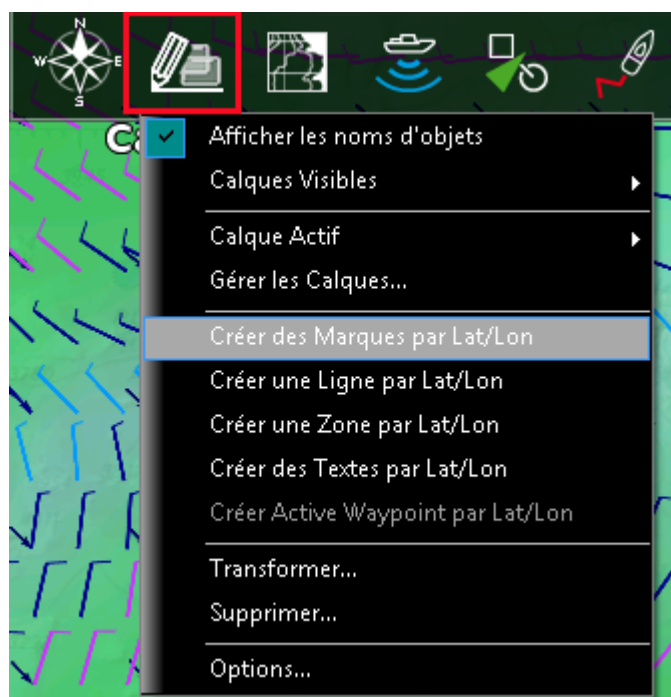 N
W E
S
Afficher les noms d'objets
Calques Visibles
Calque Actif
Gérer les Calques...
Créer des Marques par Lat/Lon
Créer une Ligne par Lat/Lon
Créer une Zone par Lat/Lon
Créer des Textes par Lat/Lon
Créer Active Waypoint par Lat/Lon
Transformer...
Supprimer...
Options...